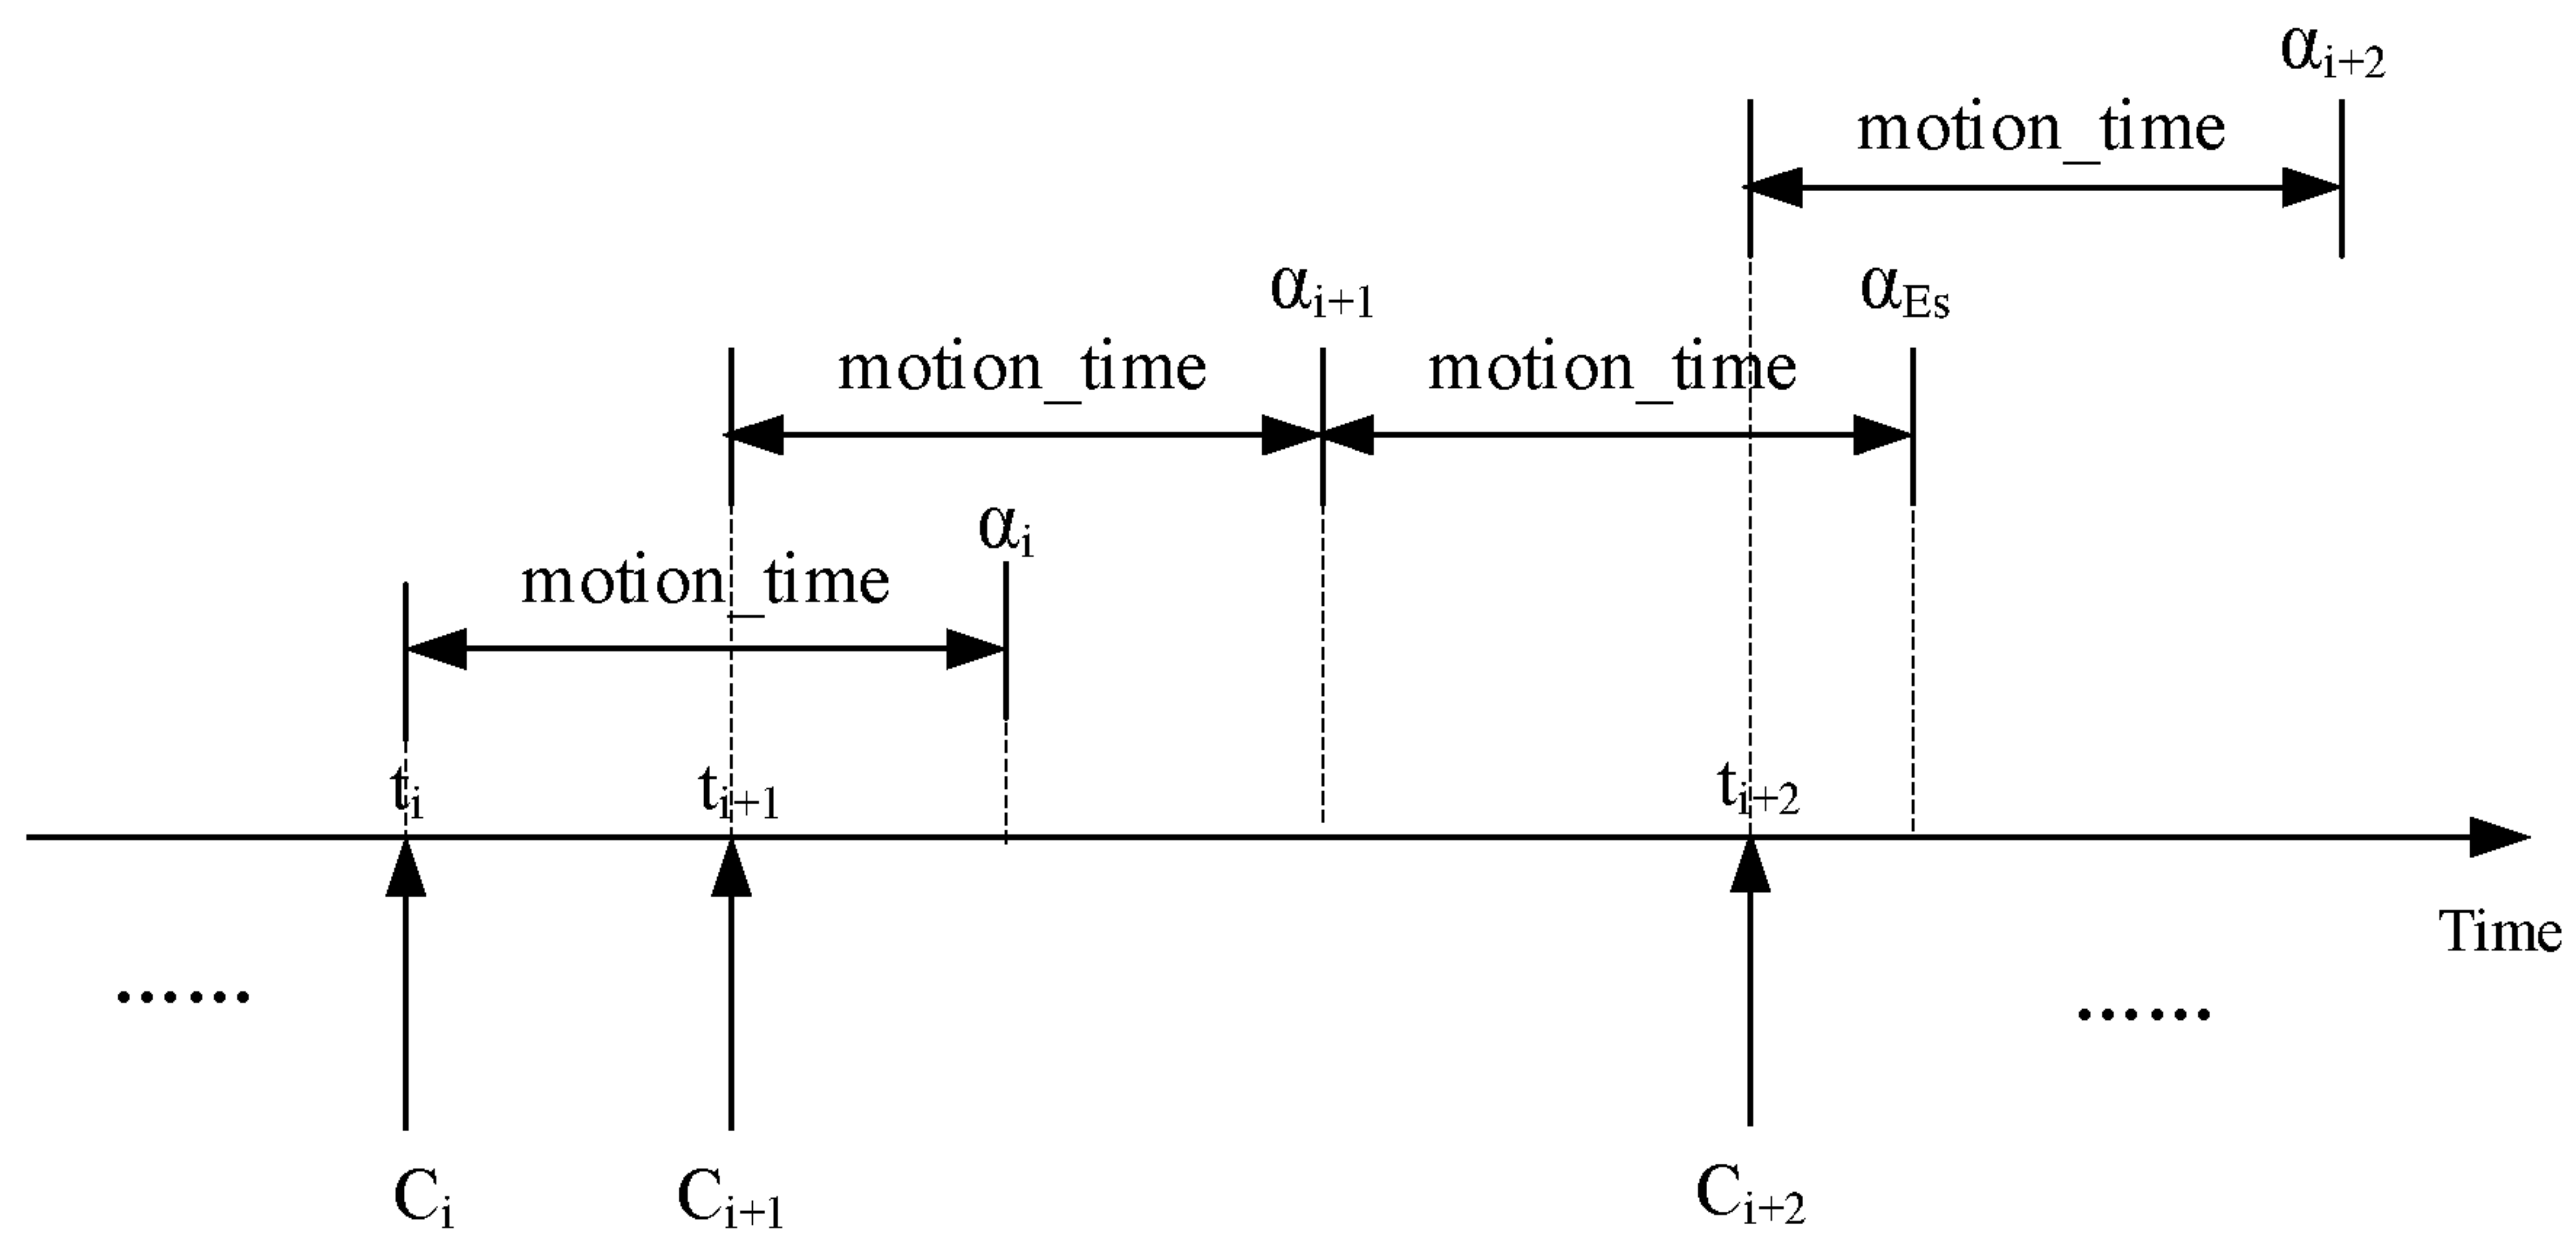 αi+2
motion_time
αi+1 αEs
motion_time motion_time
αi
motion_time
ti ti+1 ti+2
Time
...... ......
Ci Ci+1 Ci+2